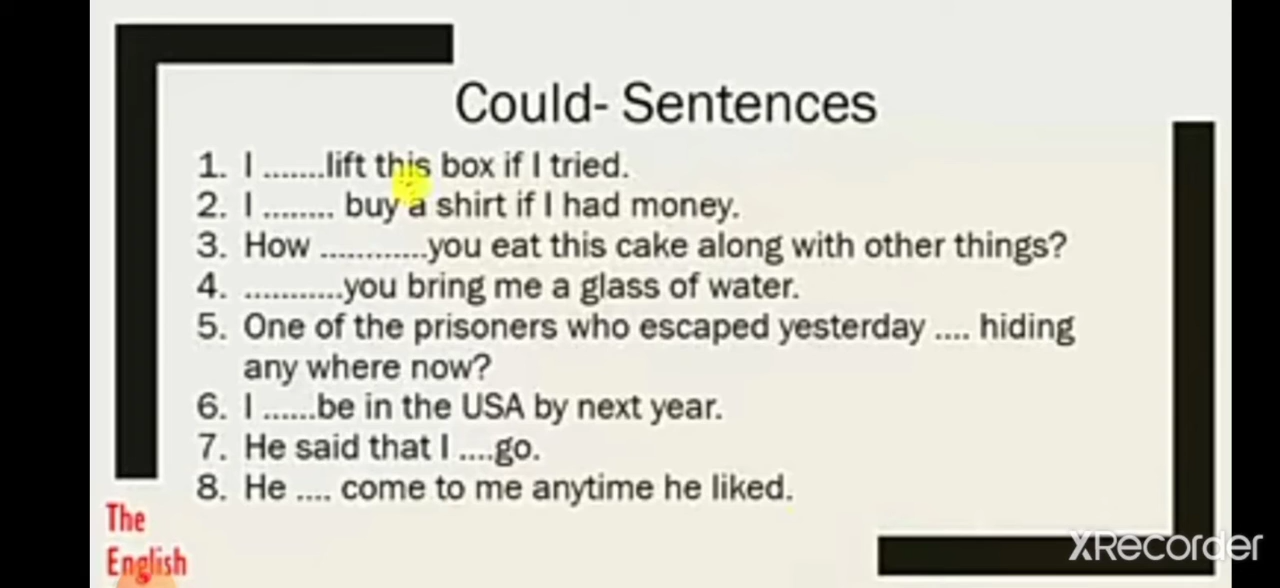 Could- Sentences
1. I .......lift this box if I tried.
2. I ........ buy a shirt if I had money.
3. How ............you eat this cake along with other things?
4. ...........you bring me a glass of water.
5. One of the prisoners who escaped yesterday .... hiding
any where now?
6. I ......be in the USA by next year.
7. He said that I ....go.
8. He .... come to me anytime he liked.
The
English
XRecorder